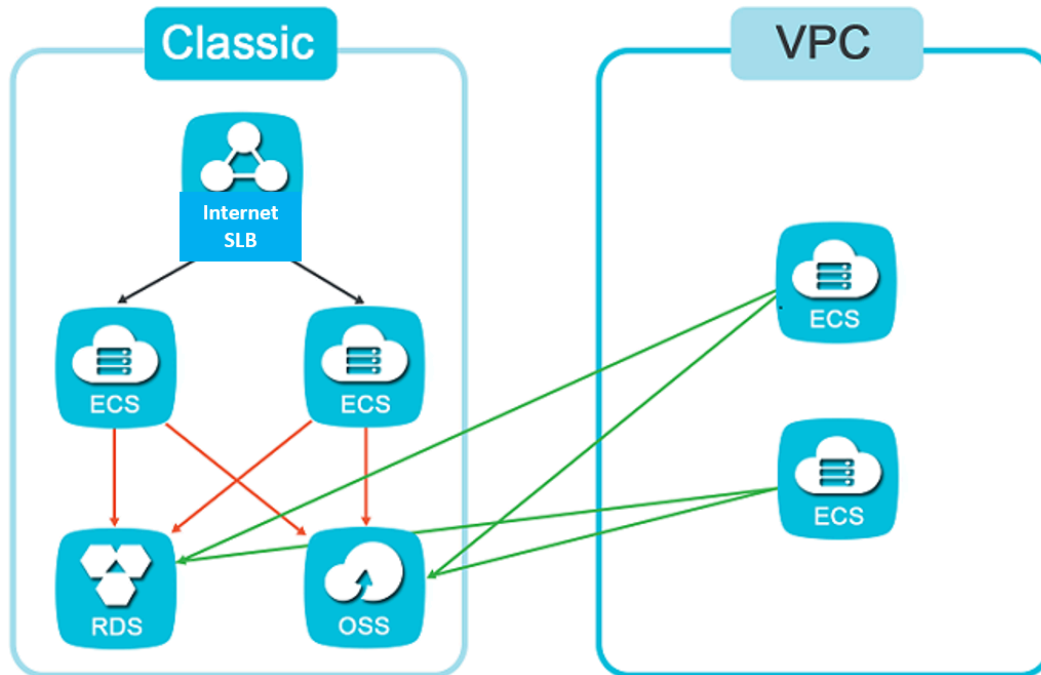 Classic
VPC
Internet
SLB
ECS
ECS
ECS
ECS
RDS
OSS